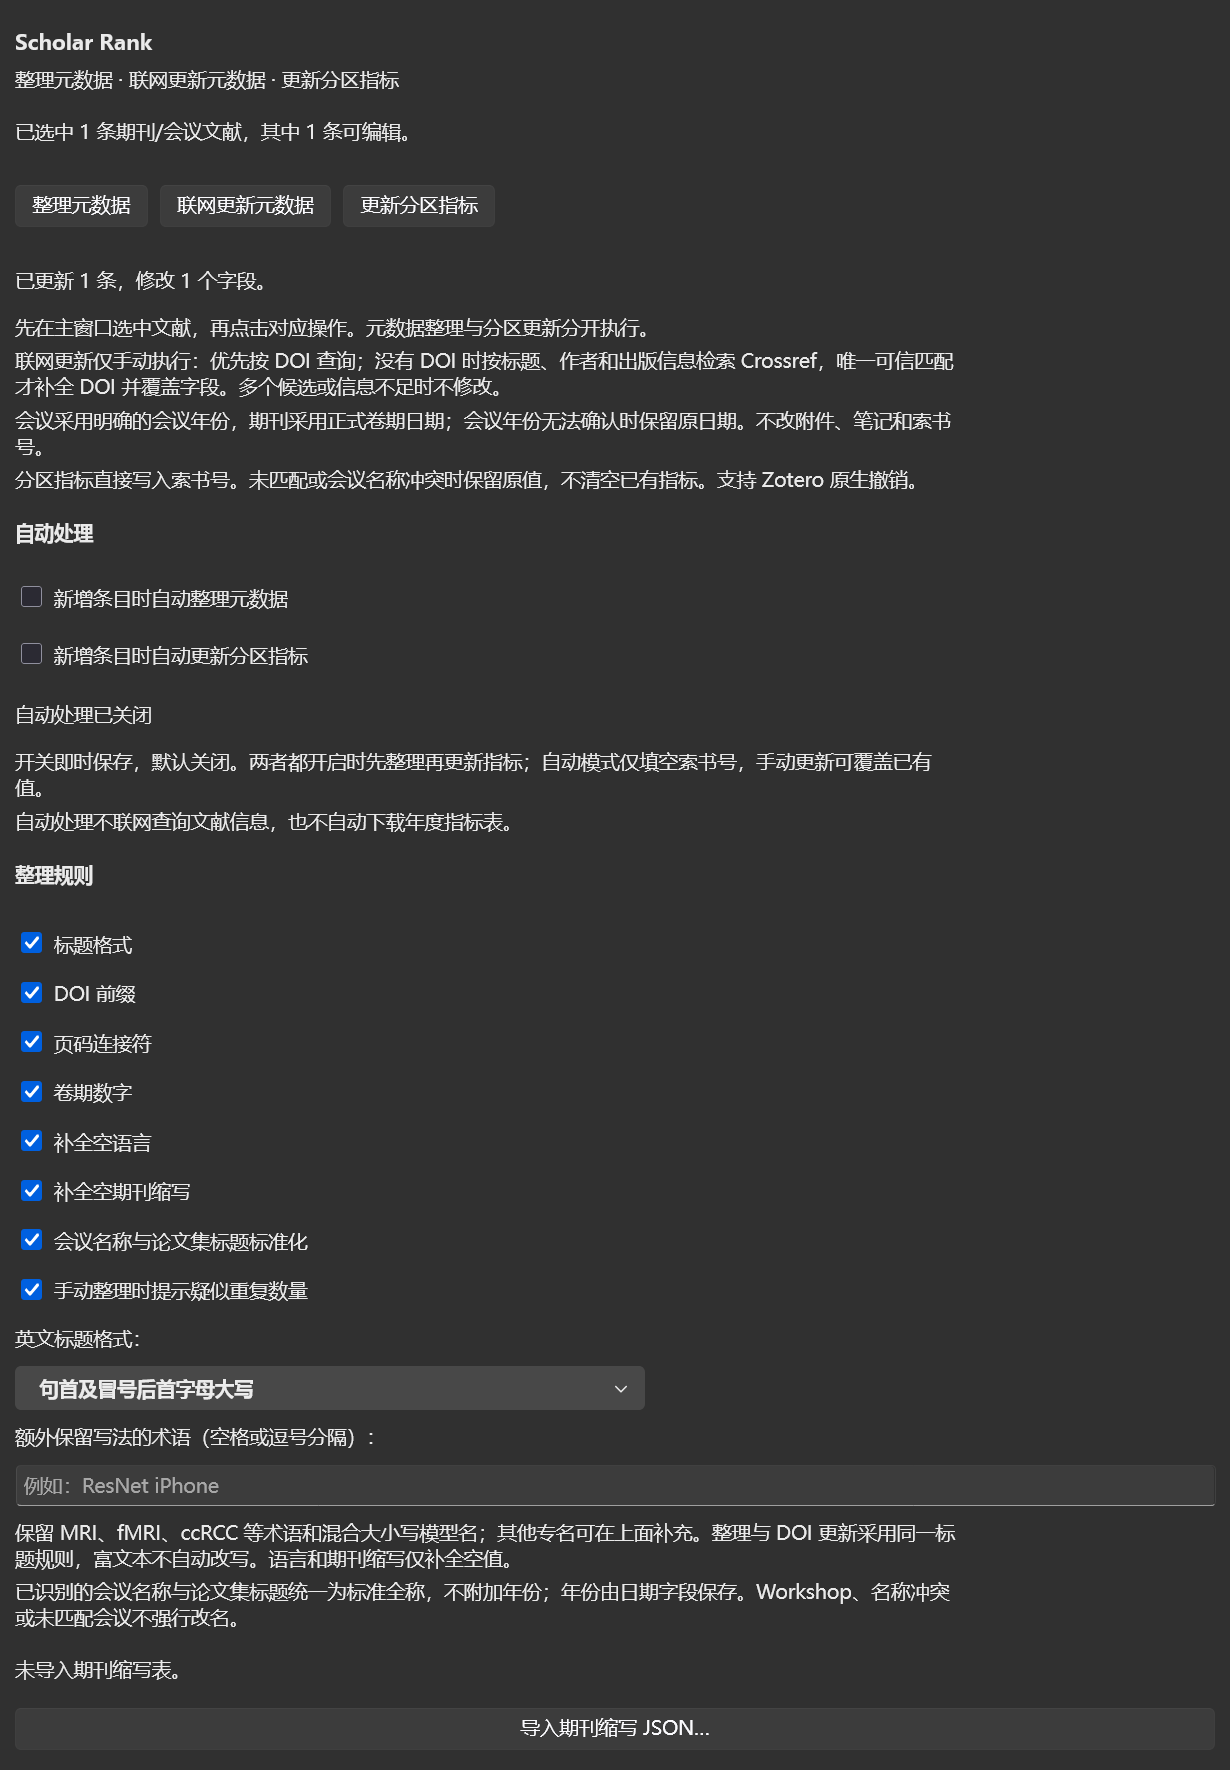 Scholar Rank
整理元数据 · 联网更新元数据 · 更新分区指标
已选中 1 条期刊/会议文献，其中 1 条可编辑。
整理元数据 联网更新元数据 更新分区指标
已更新 1 条，修改 1 个字段。
先在主窗口选中文献，再点击对应操作。元数据整理与分区更新分开执行。
联网更新仅手动执行：优先按 DOI 查询；没有 DOI 时按标题、作者和出版信息检索 Crossref，唯一可信匹配
才补全 DOI 并覆盖字段。多个候选或信息不足时不修改。
会议采用明确的会议年份，期刊采用正式卷期日期；会议年份无法确认时保留原日期。不改附件、笔记和索书
号。
分区指标直接写入索书号。未匹配或会议名称冲突时保留原值，不清空已有指标。支持 Zotero 原生撤销。
自动处理
新增条目时自动整理元数据
新增条目时自动更新分区指标
自动处理已关闭
开关即时保存，默认关闭。两者都开启时先整理再更新指标；自动模式仅填空索书号，手动更新可覆盖已有
值。
自动处理不联网查询文献信息，也不自动下载年度指标表。
整理规则
标题格式
DOI 前缀
页码连接符
卷期数字
补全空语言
补全空期刊缩写
会议名称与论文集标题标准化
手动整理时提示疑似重复数量
英文标题格式：
句首及冒号后首字母大写
额外保留写法的术语（空格或逗号分隔）：
例如：ResNet iPhone
保留 MRI、fMRI、ccRCC 等术语和混合大小写模型名；其他专名可在上面补充。整理与 DOI 更新采用同一标
题规则，富文本不自动改写。语言和期刊缩写仅补全空值。
已识别的会议名称与论文集标题统一为标准全称，不附加年份；年份由日期字段保存。Workshop、名称冲突
或未匹配会议不强行改名。
未导入期刊缩写表。
导入期刊缩写 JSON...